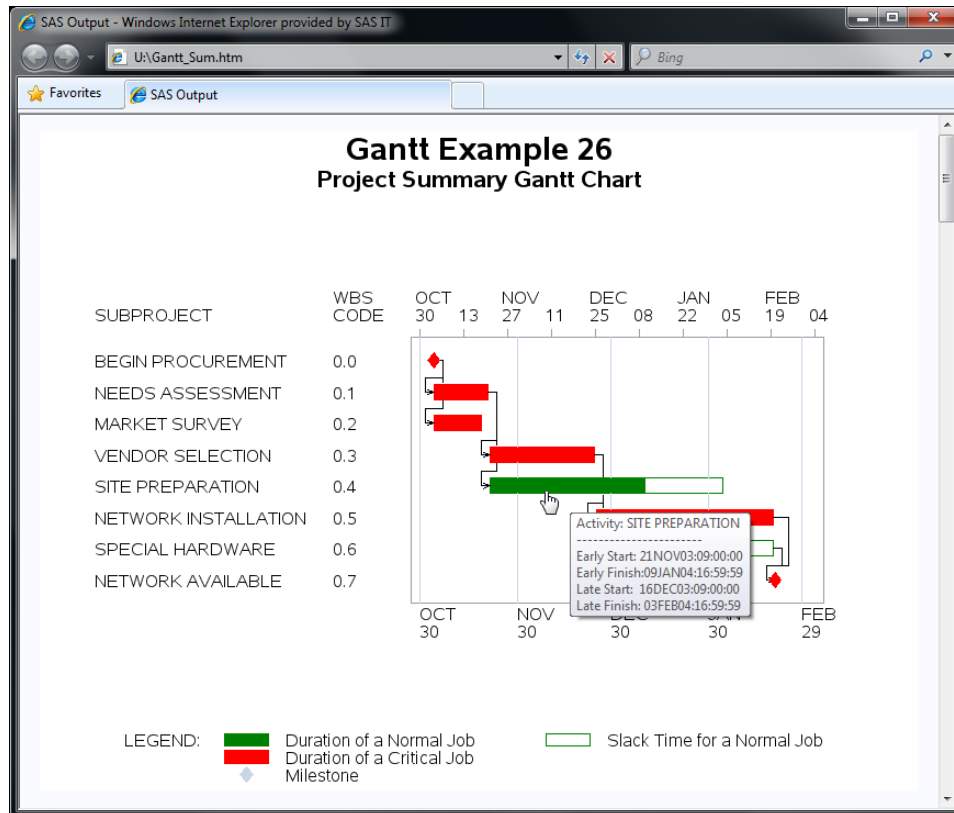 SAS Output - Windows Internet Explorer provided by SAS IT
U:\Gantt_Sum.htm
Bing
Favorites
SAS Output
Gantt Example 26
Project Summary Gantt Chart
WBS OCT NOV DEC JAN FEB
SUBPROJECT CODE 30 13 27 11 25 08 22 05 19 04
BEGIN PROCUREMENT 0.0
NEEDS ASSESSMENT 0.1
MARKET SURVEY 0.2
VENDOR SELECTION 0.3
SITE PREPARATION 0.4
NETWORK INSTALLATION 0.5
SPECIAL HARDWARE 0.6
NETWORK AVAILABLE 0.7
Activity: SITE PREPARATION
-----------------------
Early Start: 21NOV03:09:00:00
Early Finish:09JAN04:16:59:59
Late Start: 16DEC03:09:00:00
Late Finish: 03FEB04:16:59:59
OCT NOV DEC JAN FEB
30 30 30 30 29
LEGEND: Duration of a Normal Job Slack Time for a Normal Job
Duration of a Critical Job
Milestone